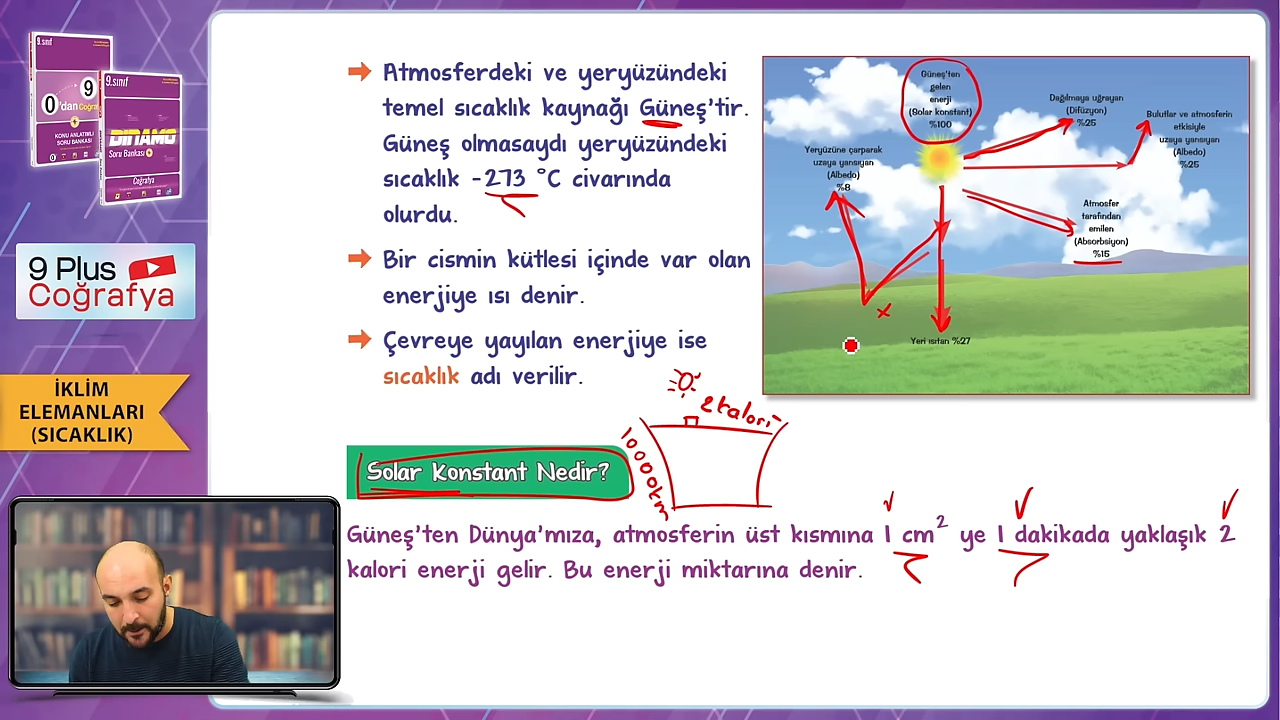 9.sınıf
0'dan 9
KONU ANLATIMLI
SORU BANKASI
9.sınıf
DİNAMO
Soru Bankası
Coğrafya
9 Plus
Coğrafya
İKLİM
ELEMANLARI
(SICAKLIK)
Atmosferdeki ve yeryüzündeki
temel sıcaklık kaynağı Güneş'tir.
Güneş olmasaydı yeryüzündeki
sıcaklık -273 °C civarında
olurdu.
Bir cismin kütlesi içinde var olan
enerjiye ısı denir.
Çevreye yayılan enerjiye ise
sıcaklık adı verilir.
Güneş'ten
gelen
enerji
(Solar konstant)
%100
Dağılmaya uğrayan
(Difüzyon)
%25
Bulutlar ve atmosferin
etkisiyle
uzaya yansıyan
(Albedo)
%25
Yeryüzüne çarparak
uzaya yansıyan
(Albedo)
%8
Atmosfer
tarafından
emilen
(Absorbsiyon)
%15
Yeri ısıtan %27
2 kalori
10000km
Solar Konstant Nedir?
Güneş'ten Dünya'mıza, atmosferin üst kısmına 1 cm² ye 1 dakikada yaklaşık 2
kalori enerji gelir. Bu enerji miktarına denir.